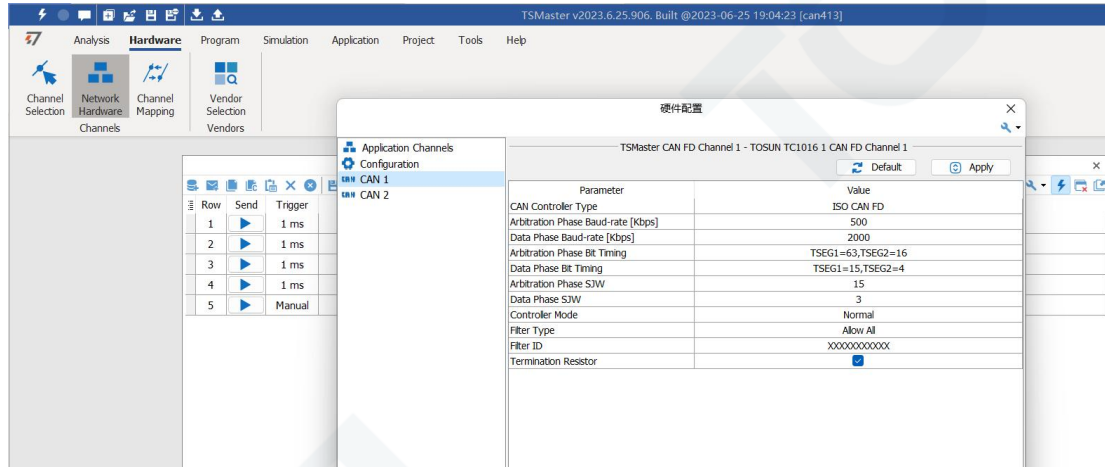 TSMaster v2023.6.25.906. Built @2023-06-25 19:04:23 [can413]
Analysis Hardware Program Simulation Application Project Tools Help
Channel Selection
Network Hardware
Channel Mapping
Vendor Selection
Channels
Vendors
硬件配置
Application Channels
Configuration
CAN 1
CAN 2
TSMaster CAN FD Channel 1 - TOSUN TC1016 1 CAN FD Channel 1
Default
Apply
Parameter Value
CAN Controller Type ISO CAN FD
Arbitration Phase Baud-rate [Kbps] 500
Data Phase Baud-rate [Kbps] 2000
Arbitration Phase Bit Timing TSEG1=63,TSEG2=16
Data Phase Bit Timing TSEG1=15,TSEG2=4
Arbitration Phase SJW 15
Data Phase SJW 3
Controller Mode Normal
Filter Type Allow All
Filter ID XXXXXXXXXXX
Termination Resistor
Row Send Trigger
1 1 ms
2 1 ms
3 1 ms
4 1 ms
5 Manual